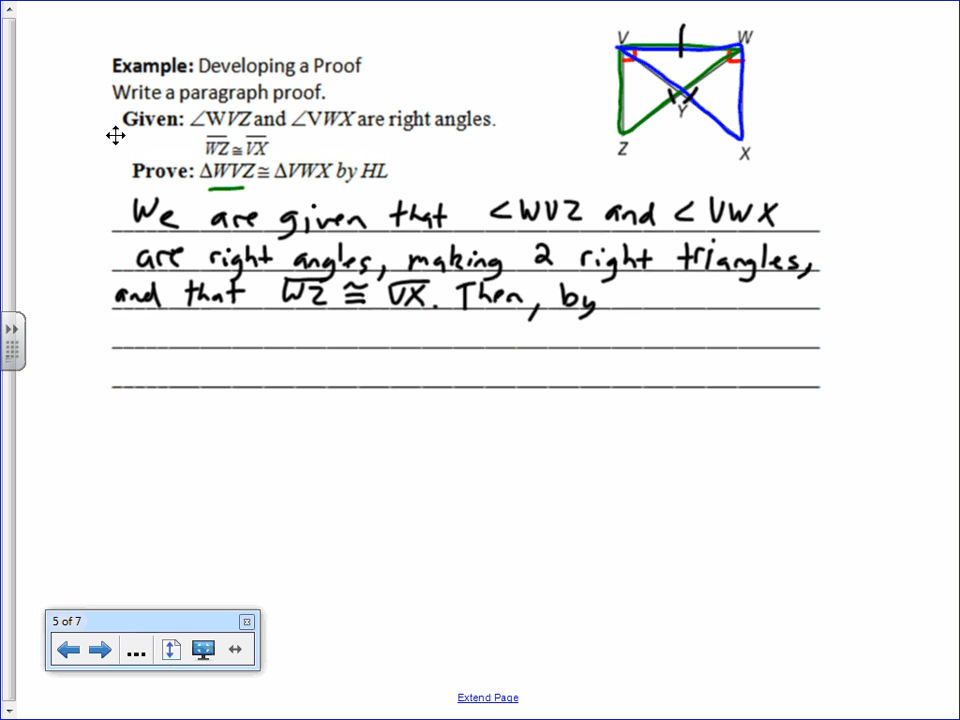 Example: Developing a Proof
Write a paragraph proof.
Given: ∠WVZ and ∠VWX are right angles.
WZ ≅ VX
Prove: ΔWVZ ≅ ΔVWX by HL
V W
Y
Z X
We are given that <WVZ and <VWX
are right angles, making 2 right triangles,
and that WZ ≅ VX. Then, by
5 of 7
...
Extend Page